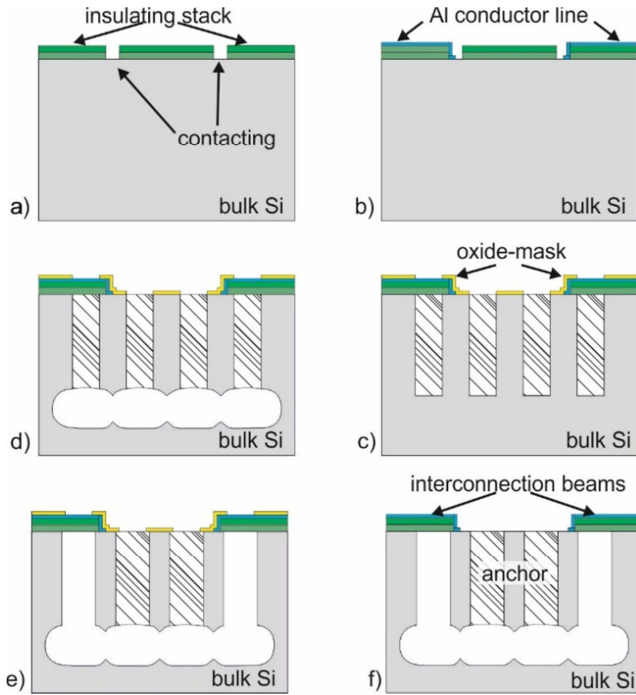 insulating stack
Al conductor line
contacting
bulk Si
a)
bulk Si
b)
oxide-mask
bulk Si
d)
bulk Si
c)
interconnection beams
anchor
bulk Si
e)
bulk Si
f)